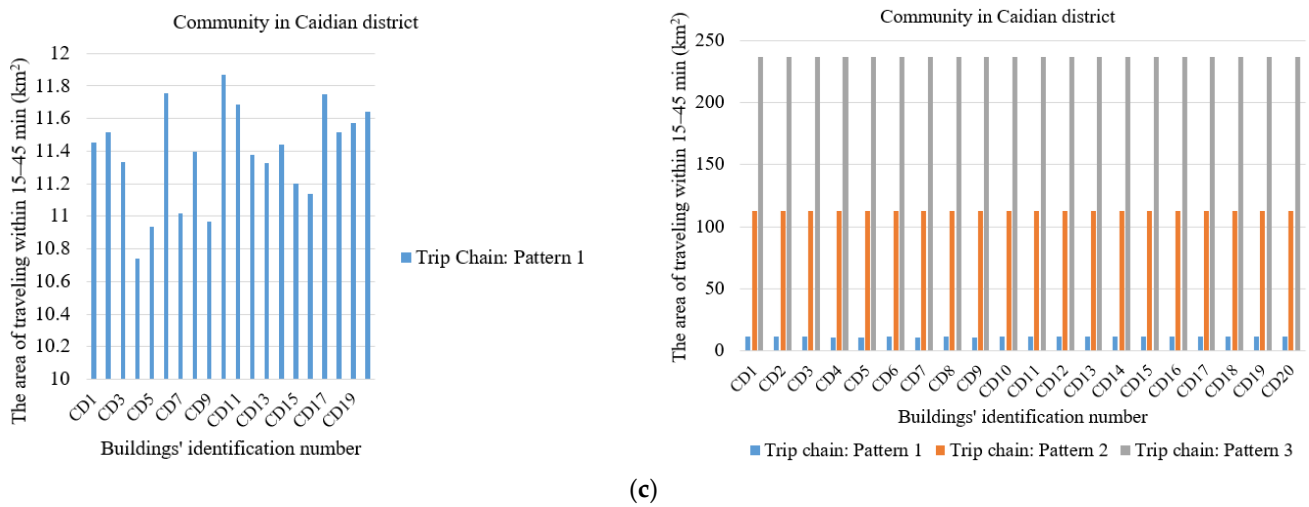 Community in Caidian district
The area of traveling within 15–45 min (km²)
12
11.8
11.6
11.4
11.2
11
10.8
10.6
10.4
10.2
10
CD1
CD3
CD5
CD7
CD9
CD11
CD13
CD15
CD17
CD19
Buildings' identification number
Trip Chain: Pattern 1
Community in Caidian district
The area of traveling within 15–45 min (km²)
250
200
150
100
50
0
CD1
CD2
CD3
CD4
CD5
CD6
CD7
CD8
CD9
CD10
CD11
CD12
CD13
CD14
CD15
CD16
CD17
CD18
CD19
CD20
Buildings' identification number
Trip chain: Pattern 1 Trip chain: Pattern 2 Trip chain: Pattern 3
(c)